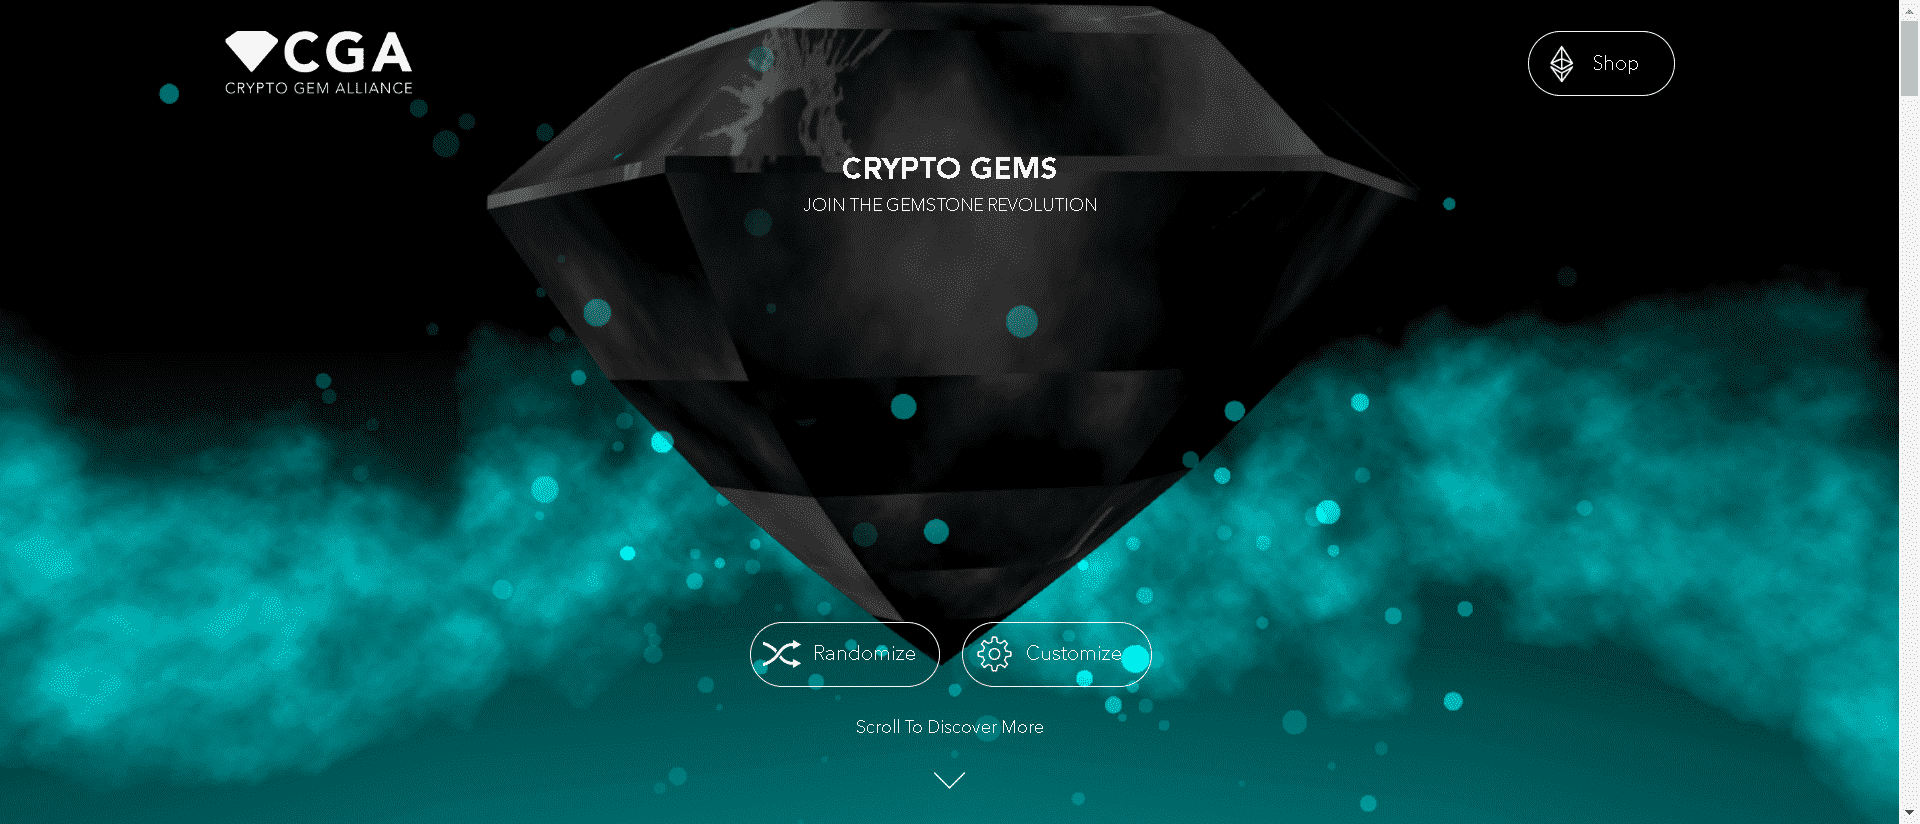 CGA
CRYPTO GEM ALLIANCE
Shop
CRYPTO GEMS
JOIN THE GEMSTONE REVOLUTION
Randomize
Customize
Scroll To Discover More